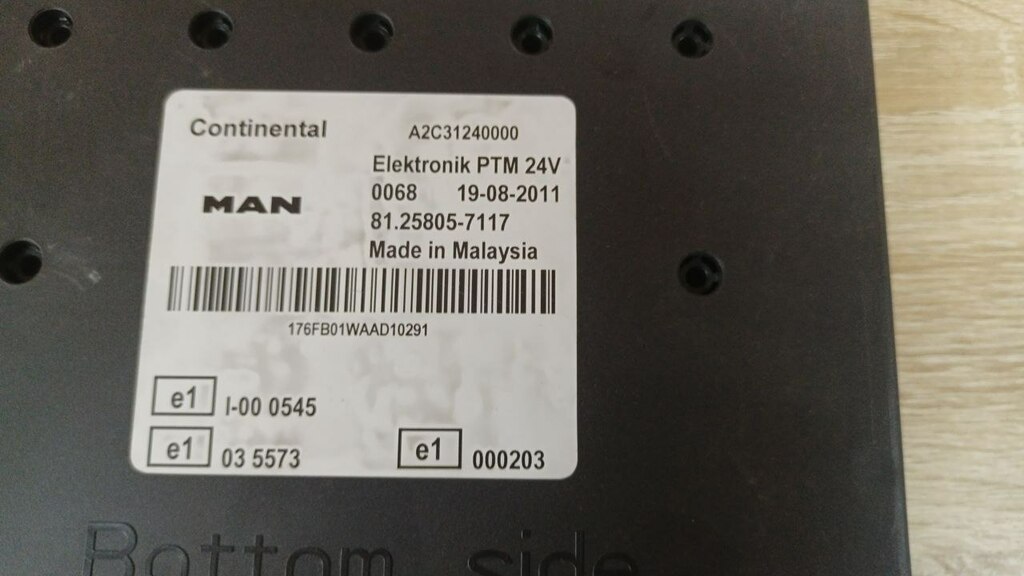 Continental A2C31240000
Elektronik PTM 24V
MAN 0068 19-08-2011
81.25805-7117
Made in Malaysia
176FB01WAAD10291
e1 I-00 0545
e1 03 5573 e1 000203
Bottom side